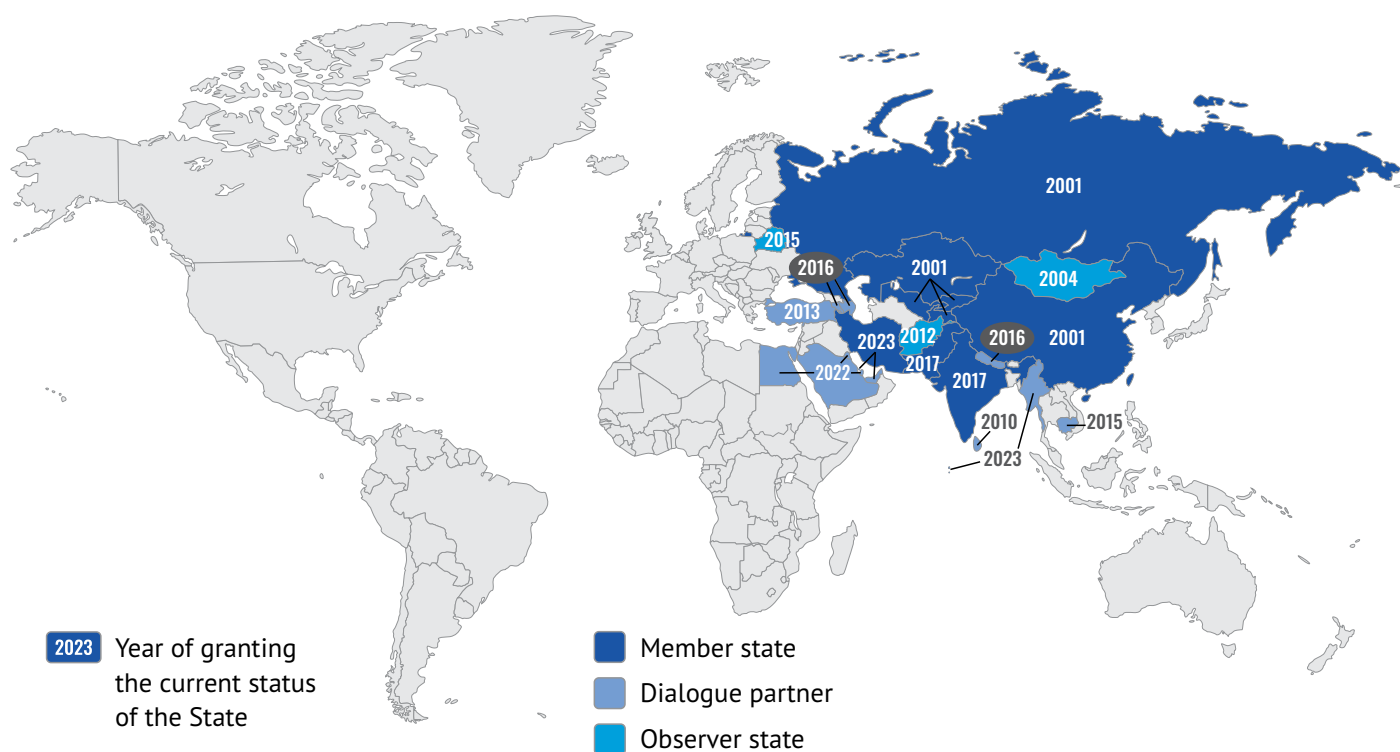 2001
2015
2016
2001
2004
2013
2012
2023
2016
2001
2022
2017
2017
2010
2015
2023
2023 Year of granting
the current status
of the State
Member state
Dialogue partner
Observer state